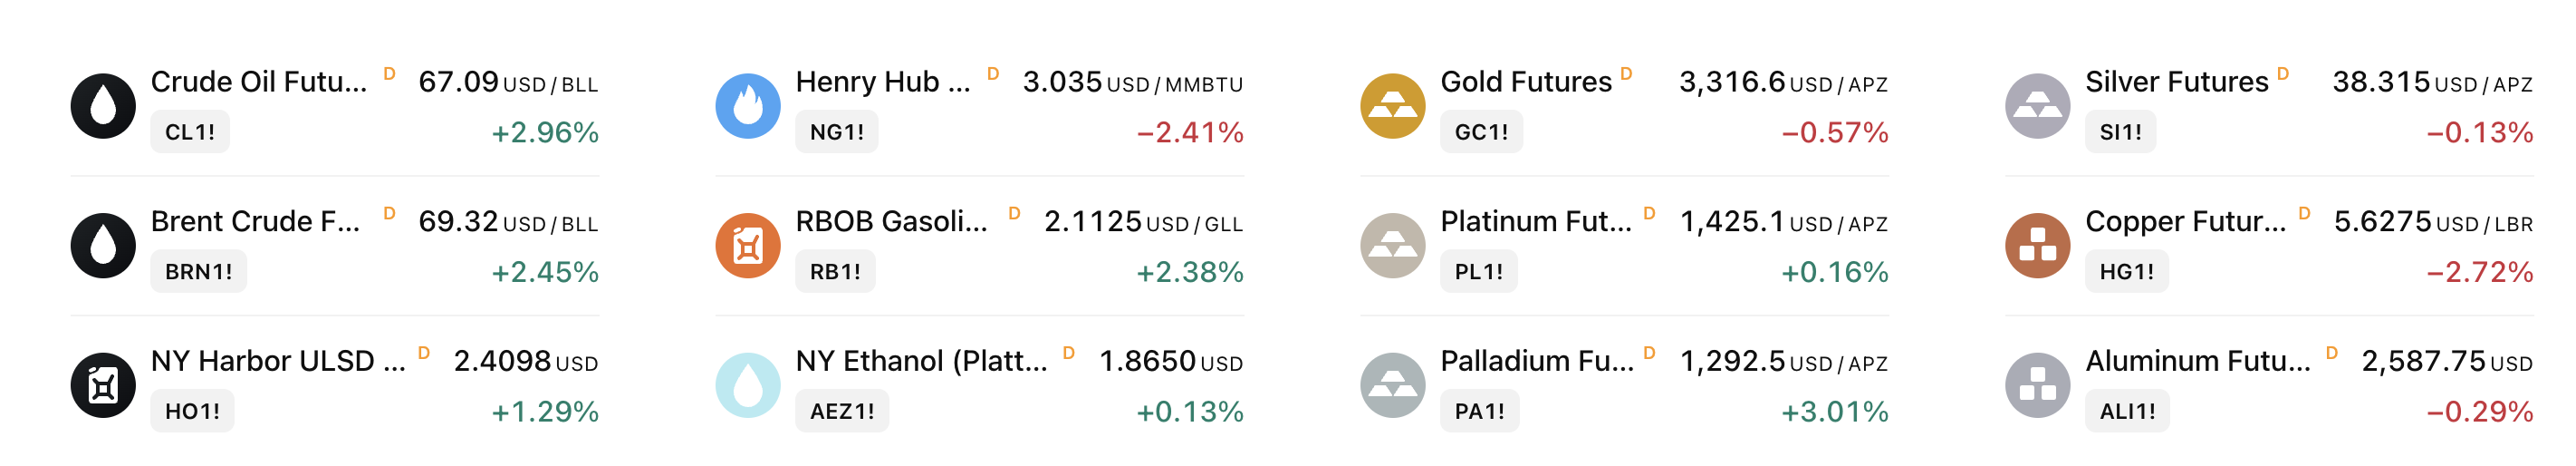 Crude Oil Futu... D 67.09 USD / BLL
CL1! +2.96%
Henry Hub ... D 3.035 USD / MMBTU
NG1! −2.41%
Gold Futures D 3,316.6 USD / APZ
GC1! −0.57%
Silver Futures D 38.315 USD / APZ
SI1! −0.13%
Brent Crude F... D 69.32 USD / BLL
BRN1! +2.45%
RBOB Gasoli... D 2.1125 USD / GLL
RB1! +2.38%
Platinum Fut... D 1,425.1 USD / APZ
PL1! +0.16%
Copper Futur... D 5.6275 USD / LBR
HG1! −2.72%
NY Harbor ULSD ... D 2.4098 USD
HO1! +1.29%
NY Ethanol (Platt... D 1.8650 USD
AEZ1! +0.13%
Palladium Fu... D 1,292.5 USD / APZ
PA1! +3.01%
Aluminum Futu... D 2,587.75 USD
ALI1! −0.29%